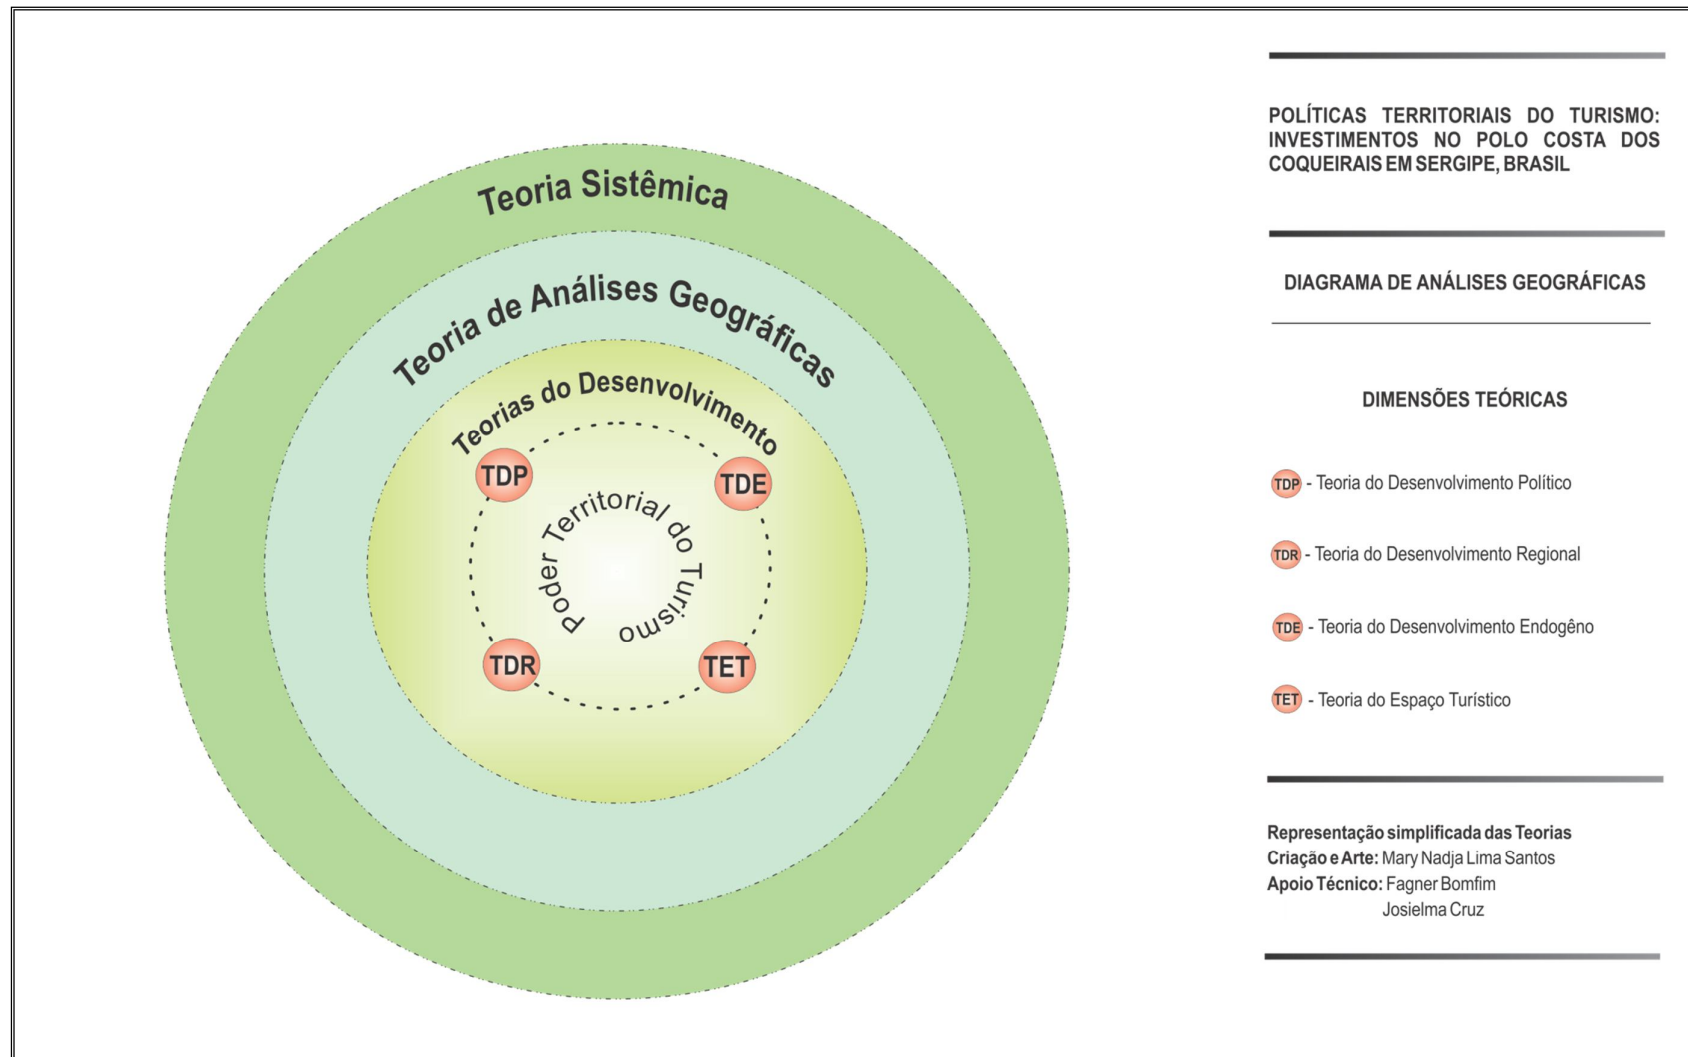 Teoria Sistêmica
Teoria de Análises Geográficas
Teorias do Desenvolvimento
TDP
TDE
Poder Territorial do Turismo
TDR
TET
POLÍTICAS TERRITORIAIS DO TURISMO:
INVESTIMENTOS NO POLO COSTA DOS
COQUEIRAIS EM SERGIPE, BRASIL
DIAGRAMA DE ANÁLISES GEOGRÁFICAS
DIMENSÕES TEÓRICAS
TDP - Teoria do Desenvolvimento Político
TDR - Teoria do Desenvolvimento Regional
TDE - Teoria do Desenvolvimento Endogêno
TET - Teoria do Espaço Turístico
Representação simplificada das Teorias
Criação e Arte: Mary Nadja Lima Santos
Apoio Técnico: Fagner Bomfim
Josielma Cruz